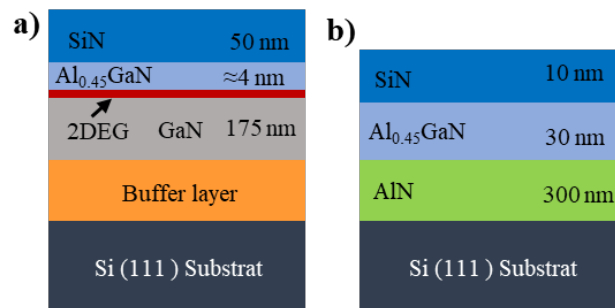 a)
SiN 50 nm
Al0.45GaN ≈4 nm
2DEG GaN 175 nm
Buffer layer
Si (111 ) Substrat
b)
SiN 10 nm
Al0.45GaN 30 nm
AlN 300 nm
Si (111 ) Substrat